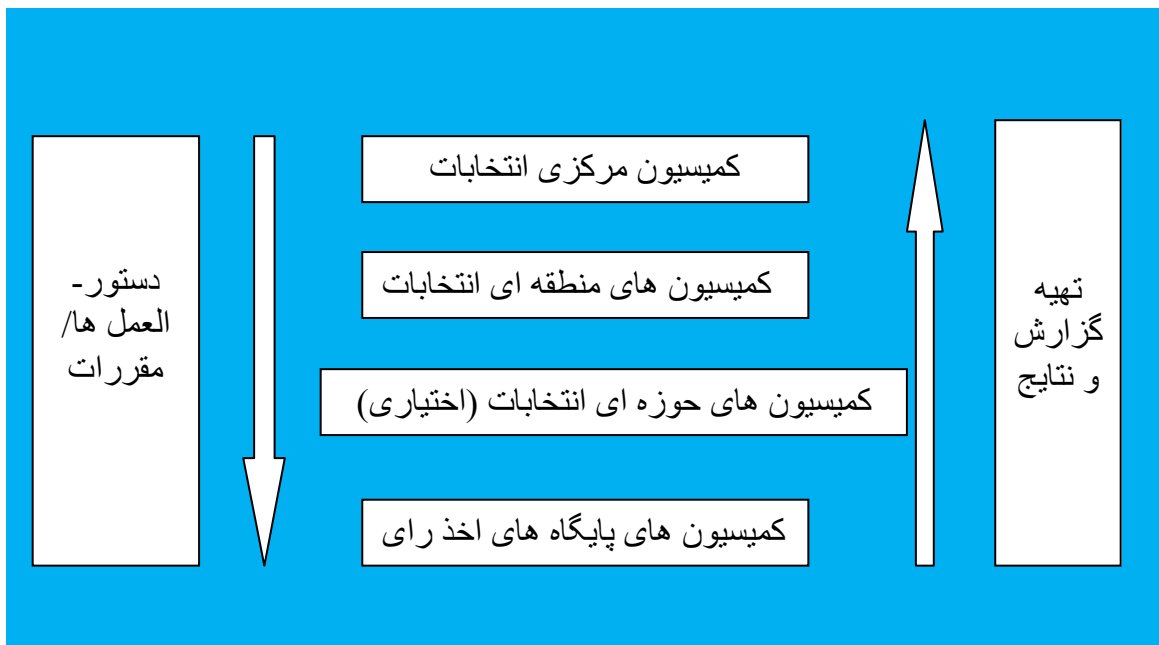 کمیسیون مرکزی انتخابات
کمیسیون های منطقه ای انتخابات
کمیسیون های حوزه ای انتخابات (اختیاری)
کمیسیون های پایگاه های اخذ رای
تهیه
گزارش
و نتایج
دستور-
العمل ها/
مقررات